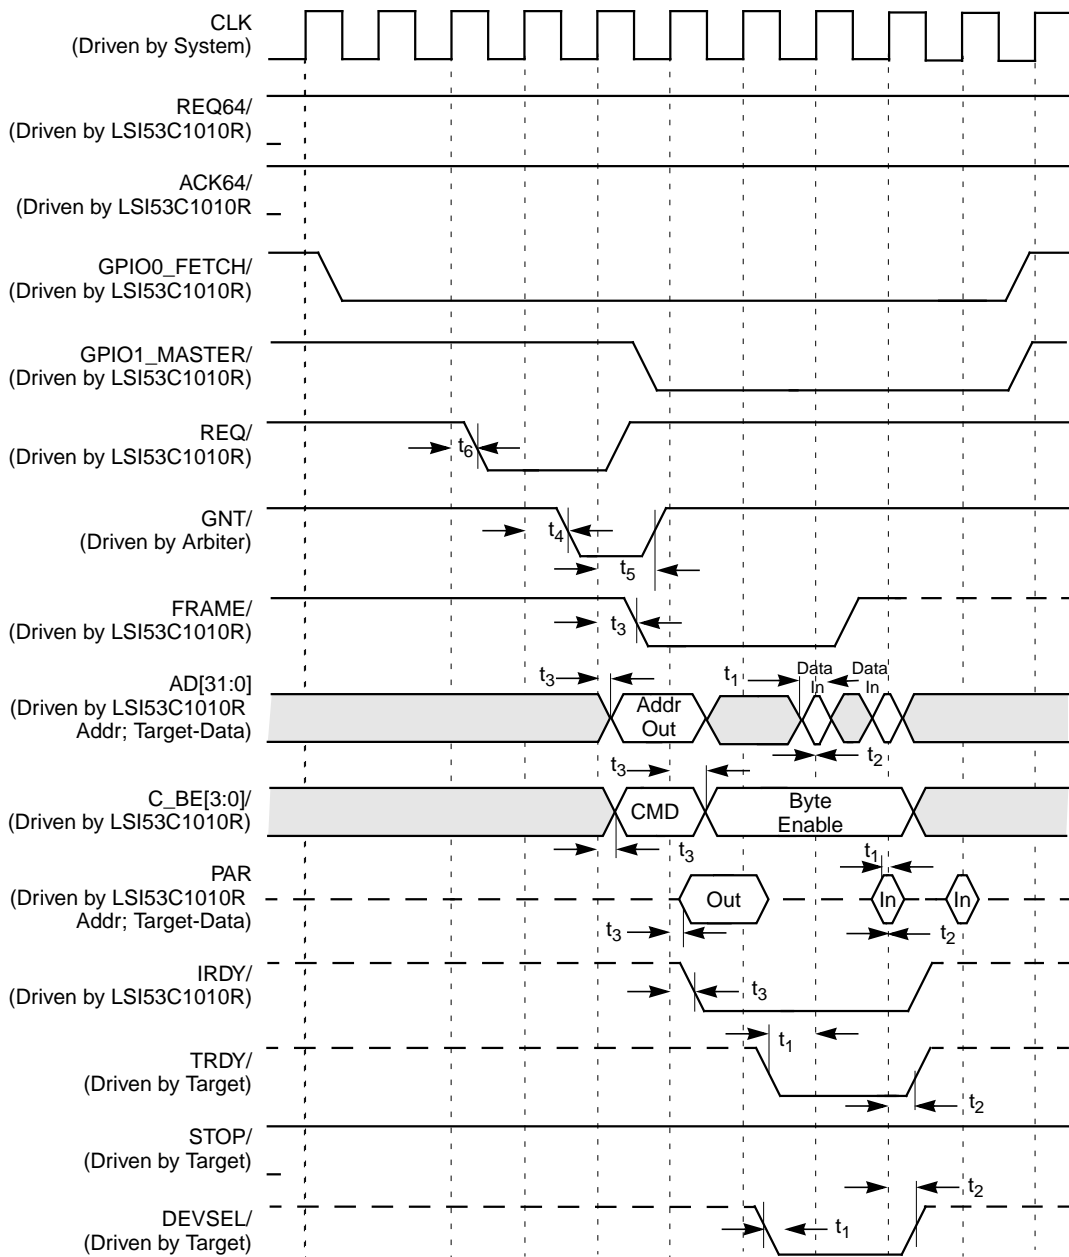 CLK
(Driven by System)
REQ64/
(Driven by LSI53C1010R)
ACK64/
(Driven by LSI53C1010R
GPIO0_FETCH/
(Driven by LSI53C1010R)
GPIO1_MASTER/
(Driven by LSI53C1010R)
REQ/
(Driven by LSI53C1010R)
t6
GNT/
(Driven by Arbiter)
t4
t5
FRAME/
(Driven by LSI53C1010R)
t3
AD[31:0]
(Driven by LSI53C1010R
Addr; Target-Data)
t3
Addr
Out
t1
Data
In
Data
In
t2
C_BE[3:0]/
(Driven by LSI53C1010R)
t3
CMD
Byte
Enable
t3
PAR
(Driven by LSI53C1010R
Addr; Target-Data)
Out
t3
t1
In
In
t2
IRDY/
(Driven by LSI53C1010R)
t3
TRDY/
(Driven by Target)
t1
t2
STOP/
(Driven by Target)
DEVSEL/
(Driven by Target)
t2
t1